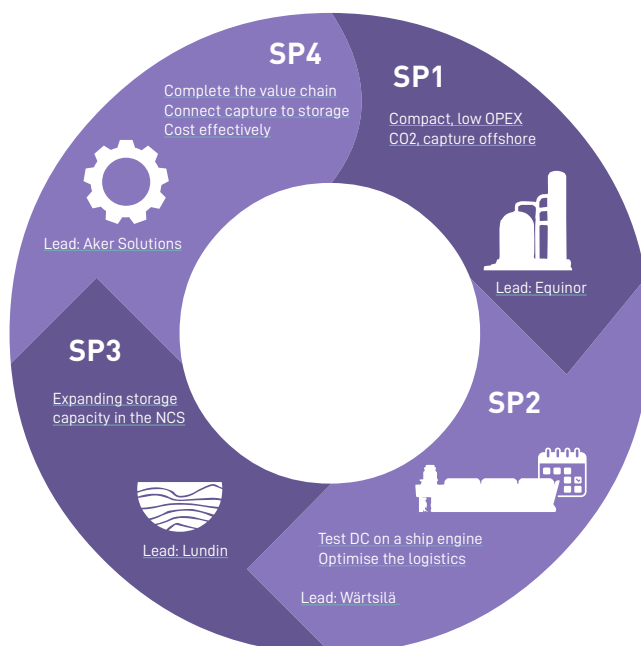 SP4
Complete the value chain
Connect capture to storage
Cost effectively
Lead: Aker Solutions
SP1
Compact, low OPEX
CO2, capture offshore
Lead: Equinor
SP2
Test DC on a ship engine
Optimise the logistics
Lead: Wärtsilä
SP3
Expanding storage
capacity in the NCS
Lead: Lundin